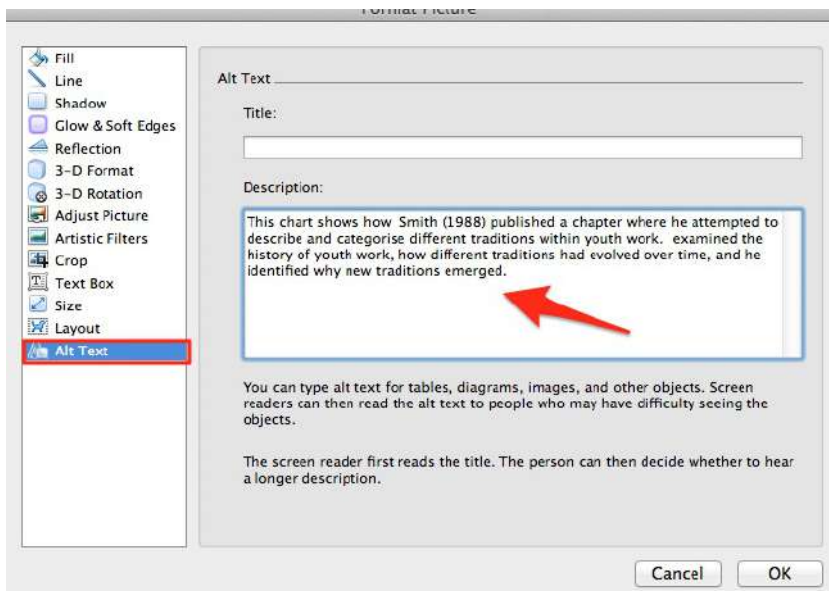 Format Picture
Fill
Line
Shadow
Glow & Soft Edges
Reflection
3-D Format
3-D Rotation
Adjust Picture
Artistic Filters
Crop
Text Box
Size
Layout
Alt Text
Alt Text
Title:
Description:
This chart shows how Smith (1988) published a chapter where he attempted to
describe and categorise different traditions within youth work. examined the
history of youth work, how different traditions had evolved over time, and he
identified why new traditions emerged.
You can type alt text for tables, diagrams, images, and other objects. Screen
readers can then read the alt text to people who may have difficulty seeing the
objects.
The screen reader first reads the title. The person can then decide whether to hear
a longer description.
Cancel
OK